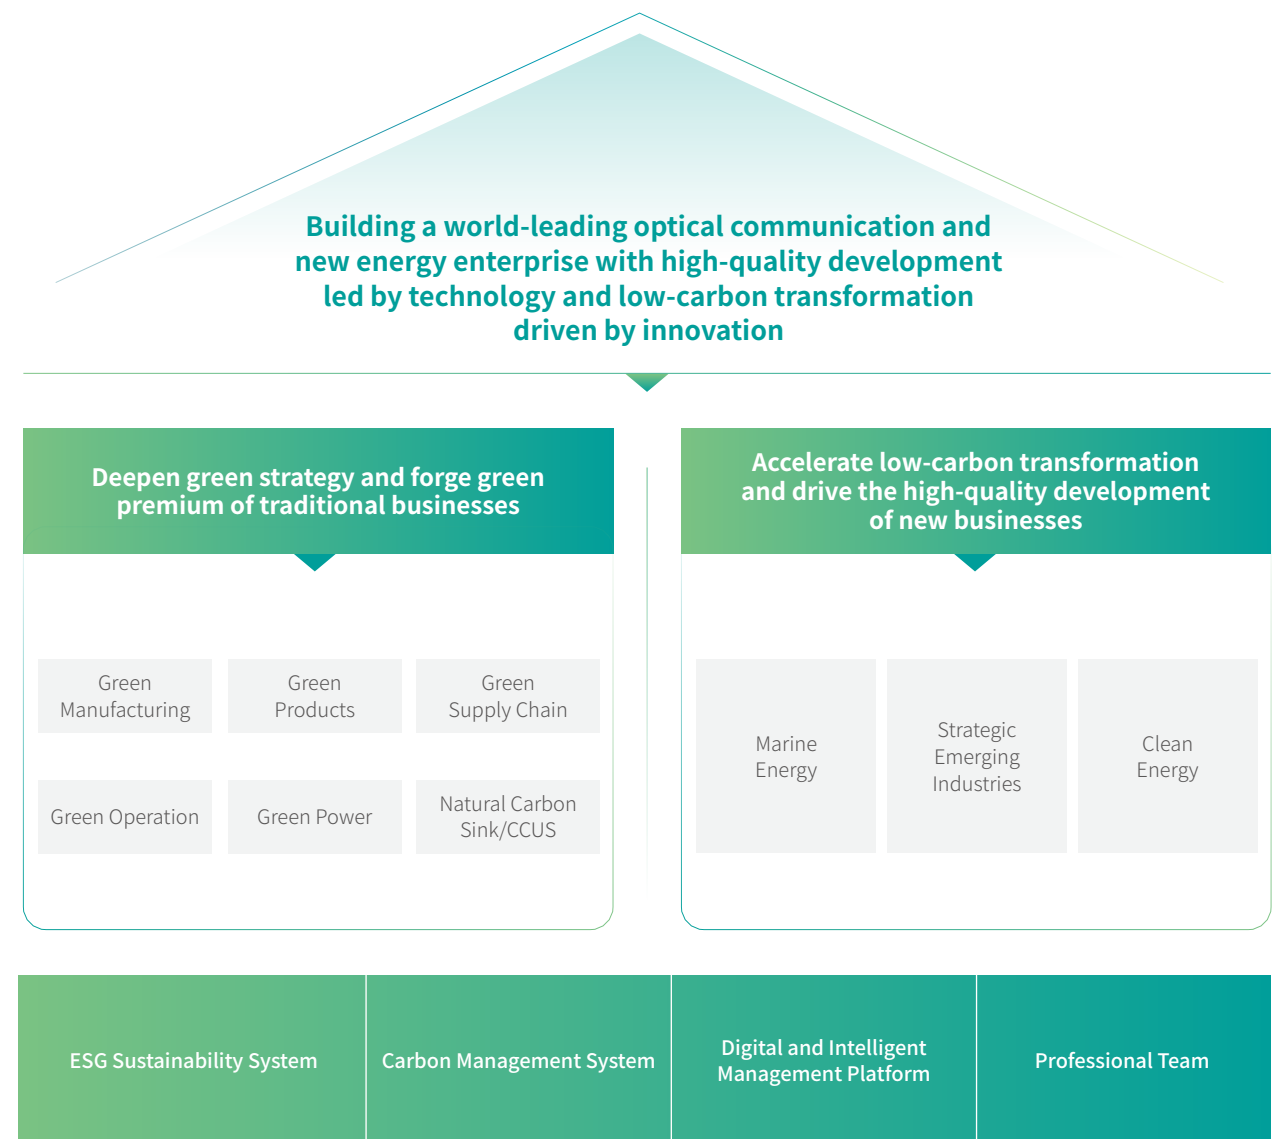 Building a world-leading optical communication and
new energy enterprise with high-quality development
led by technology and low-carbon transformation
driven by innovation
Deepen green strategy and forge green
premium of traditional businesses
Green
Manufacturing
Green
Products
Green
Supply Chain
Green Operation
Green Power
Natural Carbon
Sink/CCUS
Accelerate low-carbon transformation
and drive the high-quality development
of new businesses
Marine
Energy
Strategic
Emerging
Industries
Clean
Energy
ESG Sustainability System
Carbon Management System
Digital and Intelligent
Management Platform
Professional Team